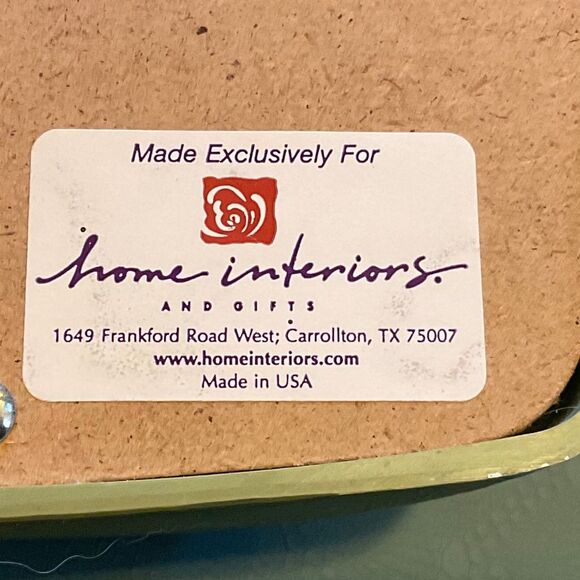 Made Exclusively For
home interiors.
AND GIFTS
1649 Frankford Road West; Carrollton, TX 75007
www.homeinteriors.com
Made in USA